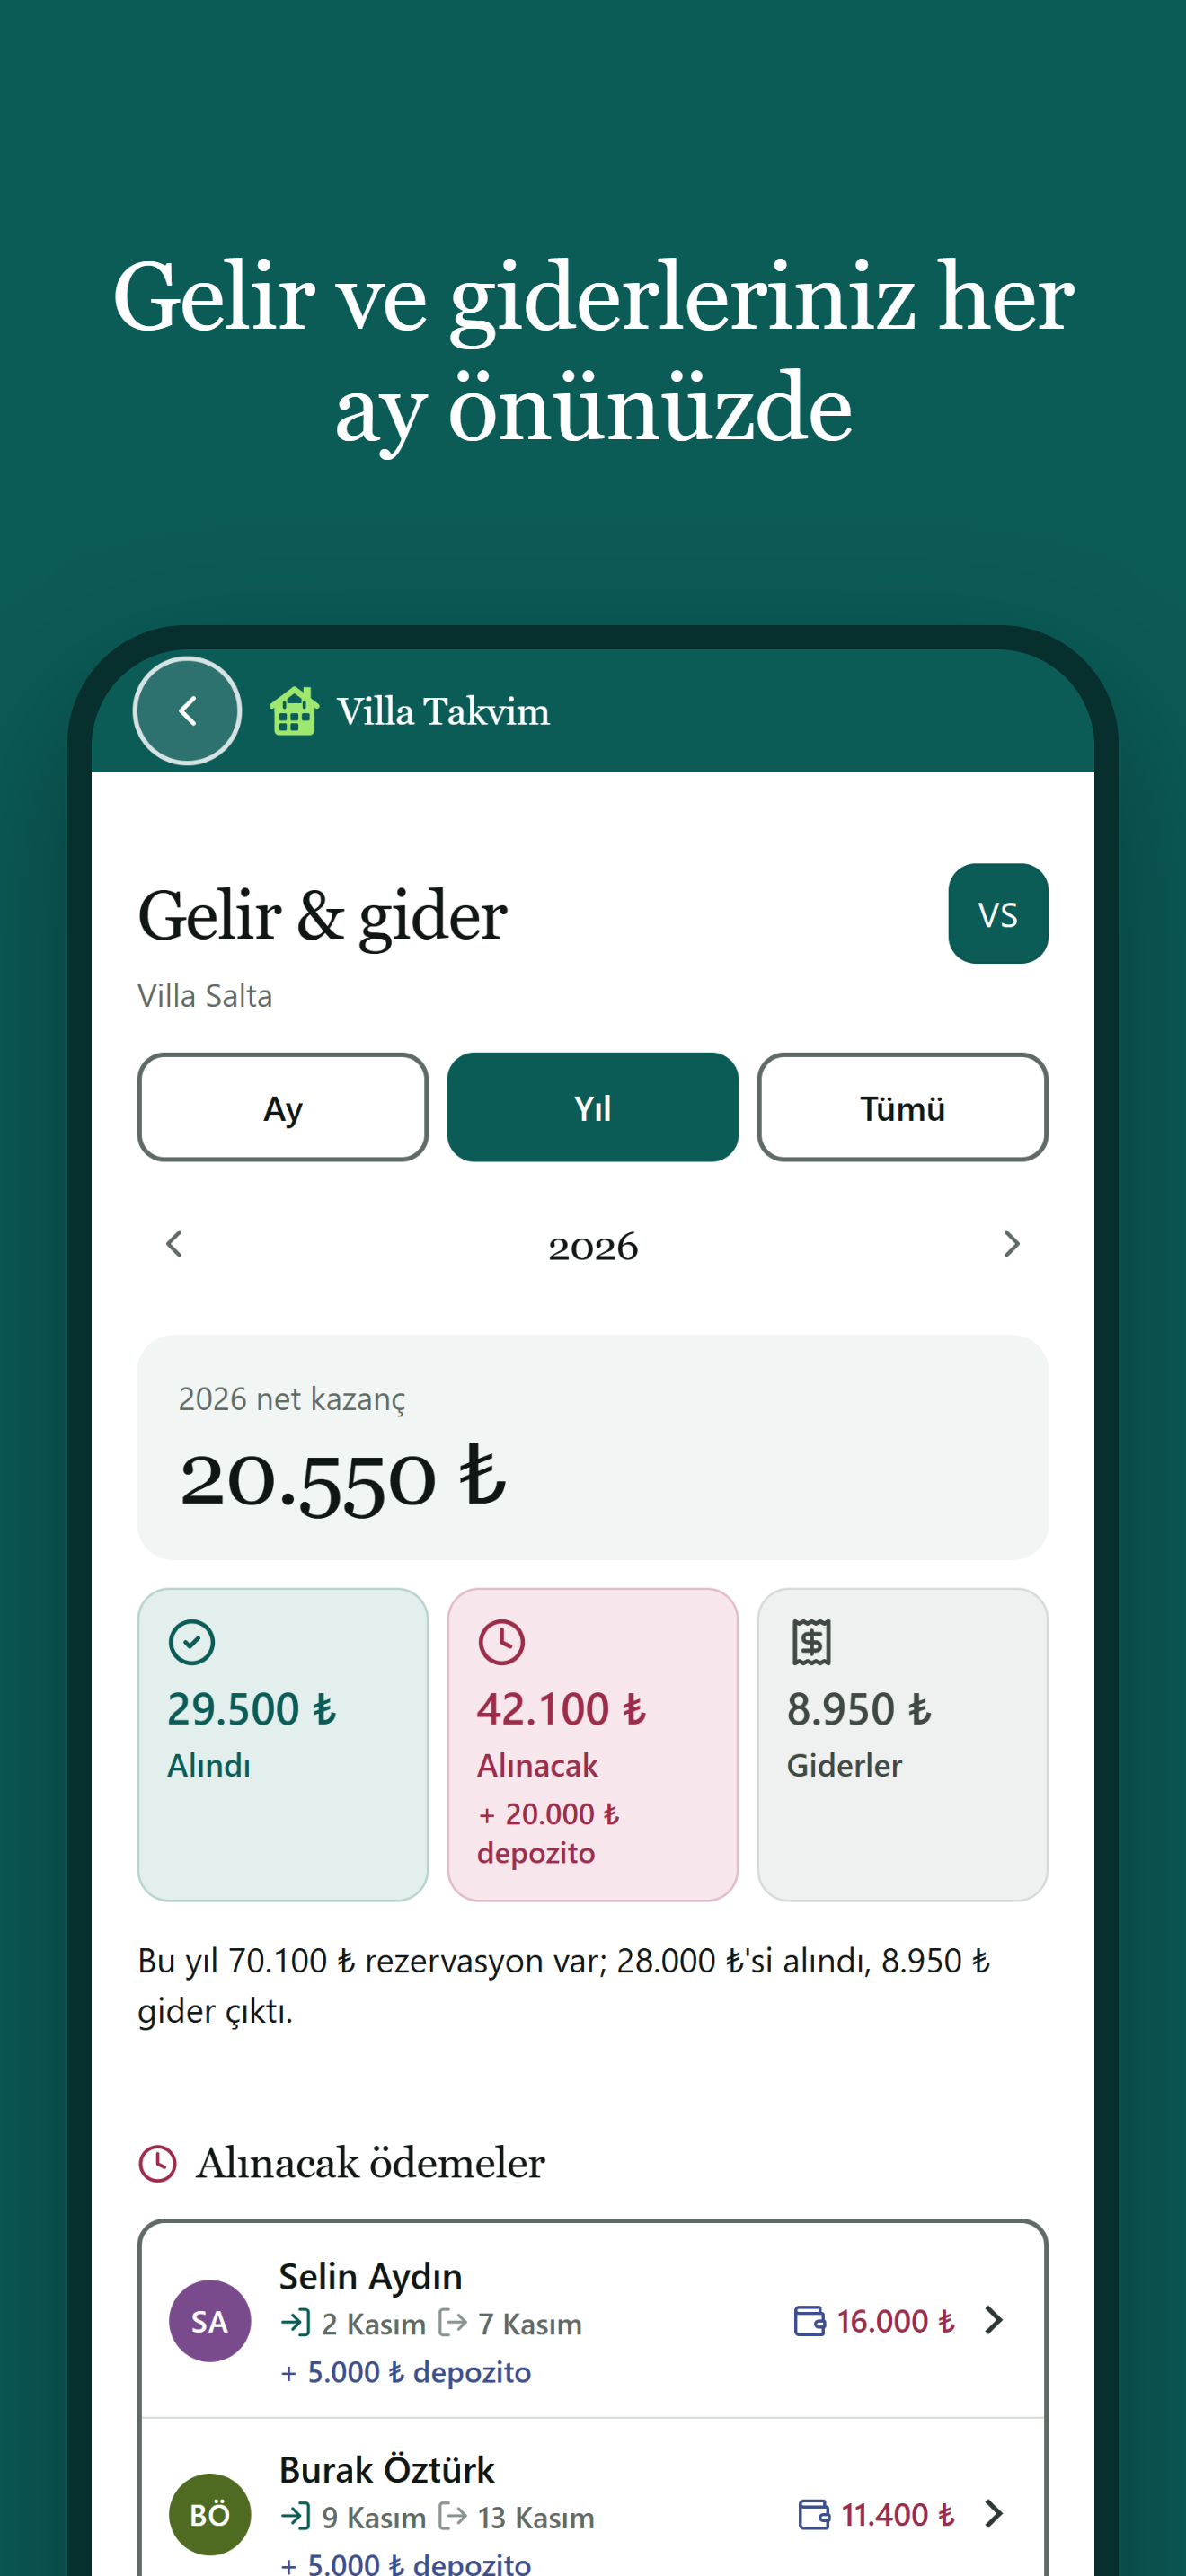 Gelir ve giderleriniz her
ay önünüzde
Villa Takvim
Gelir & gider
VS
Villa Salta
Ay
Yıl
Tümü
2026
2026 net kazanç
20.550 ₺
29.500 ₺
Alındı
42.100 ₺
Alınacak
+ 20.000 ₺
depozito
8.950 ₺
Giderler
Bu yıl 70.100 ₺ rezervasyon var; 28.000 ₺'si alındı, 8.950 ₺
gider çıktı.
Alınacak ödemeler
SA
Selin Aydın
2 Kasım 7 Kasım
+ 5.000 ₺ depozito
16.000 ₺
BÖ
Burak Öztürk
9 Kasım 13 Kasım
+ 5.000 ₺ depozito
11.400 ₺